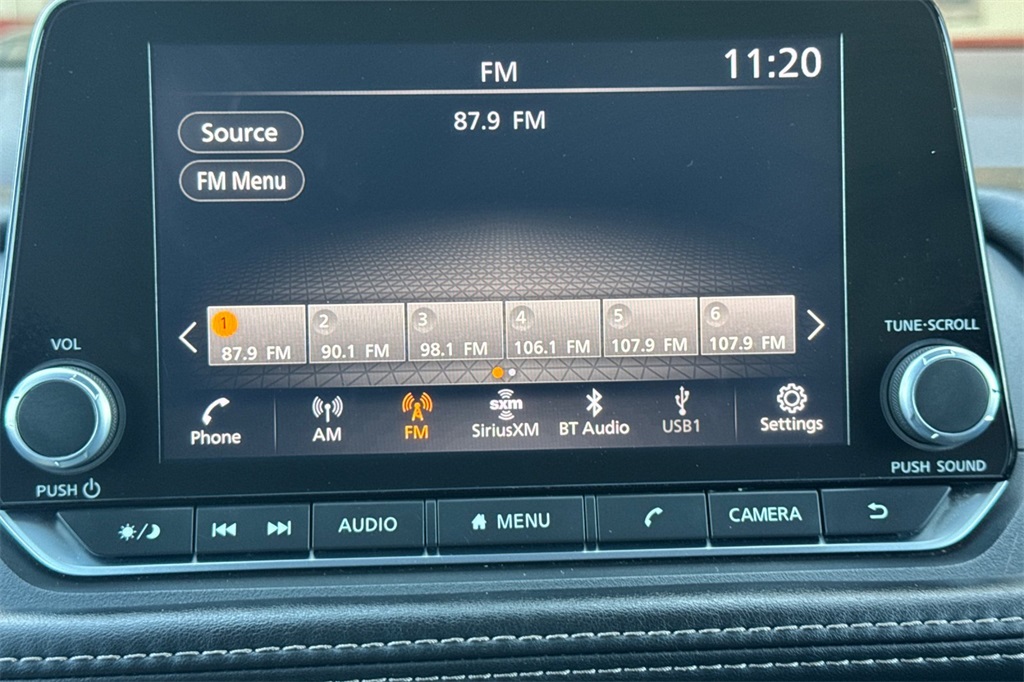 FM
11:20
87.9 FM
Source
FM Menu
1 2 3 4 5 6
87.9 FM 90.1 FM 98.1 FM 106.1 FM 107.9 FM 107.9 FM
sxm
Phone AM FM SiriusXM BT Audio USB1 Settings
VOL
PUSH
TUNE·SCROLL
PUSH SOUND
AUDIO MENU CAMERA